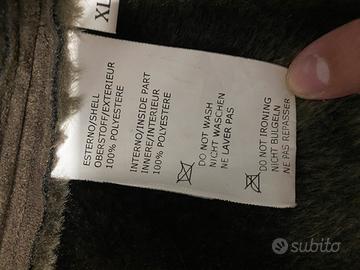 XL
ESTERNO/SHELL
OBERSTOFF/EXTERIEUR
100% POLYESTERE
INTERNO/INSIDE PART
INNERE/INTERIEUR
100% POLYESTERE
DO NOT WASH
NICHT WASCHEN
NE LAVER PAS
DO NOT IRONING
NICHT BULGELN
NE PAS REPASSER
subito